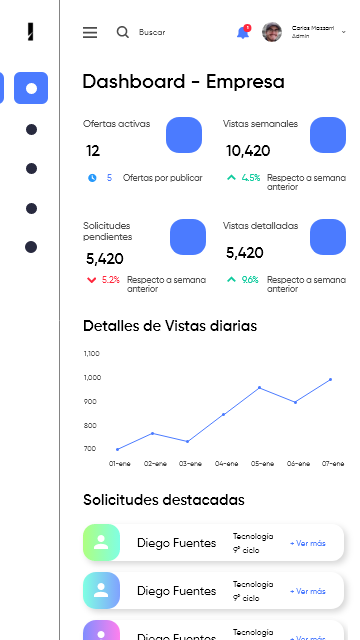 Buscar
1
Carlos Massarri
Admin
Dashboard - Empresa
Ofertas activas
12
5 Ofertas por publicar
Vistas semanales
10,420
4.5% Respecto a semana
anterior
Solicitudes
pendientes
5,420
5.2% Respecto a semana
anterior
Vistas detalladas
5,420
9.6% Respecto a semana
anterior
Detalles de Vistas diarias
1,100
1,000
900
800
700
01-ene 02-ene 03-ene 04-ene 05-ene 06-ene 07-ene
Solicitudes destacadas
Diego Fuentes
Tecnología
9° ciclo
+ Ver más
Diego Fuentes
Tecnología
9° ciclo
+ Ver más
Diego Fuentes
Tecnología
+ Ver más